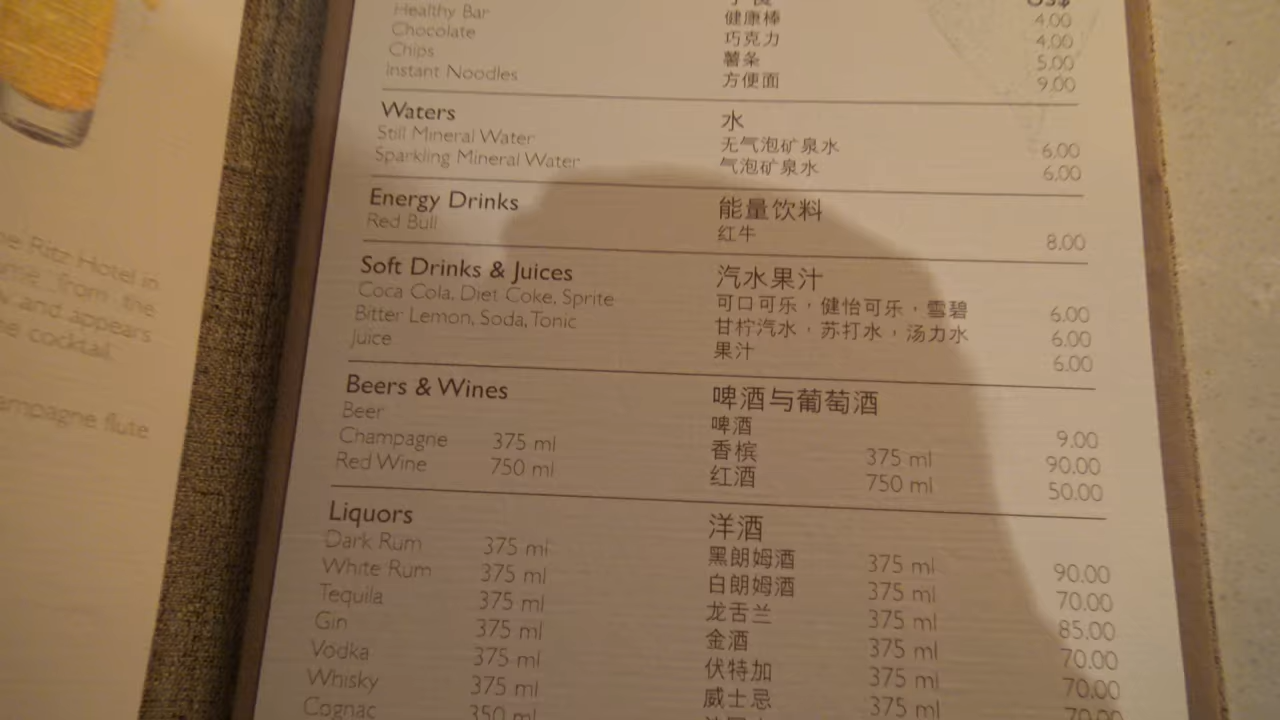 US$
Healthy Bar 健康棒 4.00
Chocolate 巧克力 4.00
Chips 薯条 5.00
Instant Noodles 方便面 9.00
Waters 水
Still Mineral Water 无气泡矿泉水 6.00
Sparkling Mineral Water 气泡矿泉水 6.00
Energy Drinks 能量饮料
Red Bull 红牛 8.00
Soft Drinks & Juices 汽水果汁
Coca Cola, Diet Coke, Sprite 可口可乐，健怡可乐，雪碧 6.00
Bitter Lemon, Soda, Tonic 甘柠汽水，苏打水，汤力水 6.00
Juice 果汁 6.00
Beers & Wines 啤酒与葡萄酒
Beer 啤酒 9.00
Champagne 375 ml 香槟 375 ml 90.00
Red Wine 750 ml 红酒 750 ml 50.00
Liquors 洋酒
Dark Rum 375 ml 黑朗姆酒 375 ml 90.00
White Rum 375 ml 白朗姆酒 375 ml 70.00
Tequila 375 ml 龙舌兰 375 ml 85.00
Gin 375 ml 金酒 375 ml 70.00
Vodka 375 ml 伏特加 375 ml 70.00
Whisky 375 ml 威士忌 375 ml 70.00
Cognac 350 ml
Ritz Hotel in
from the
and appears
cocktail.
flute